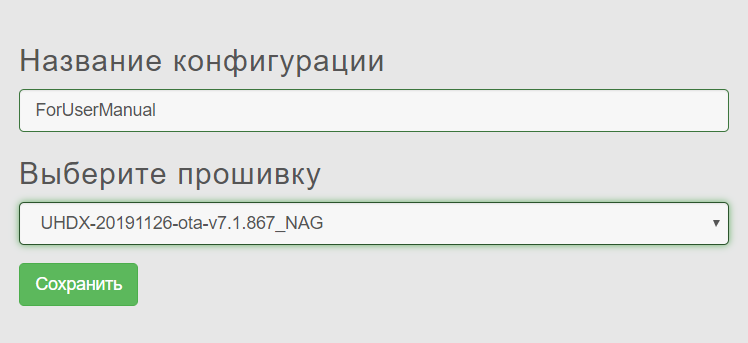 Название конфигурации
ForUserManual
Выберите прошивку
UHDX-20191126-ota-v7.1.867_NAG
Сохранить